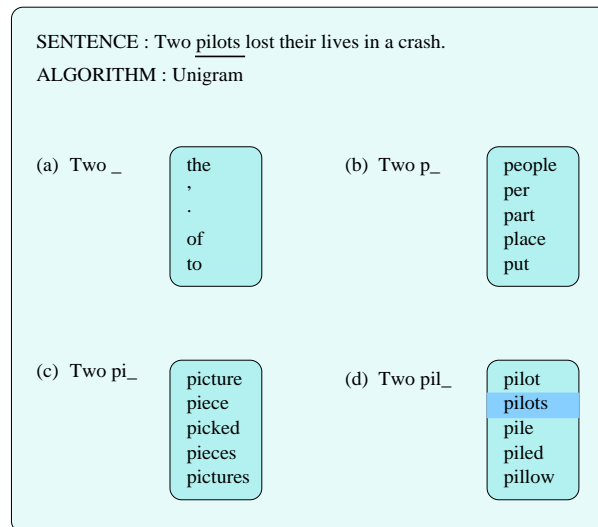 SENTENCE : Two pilots lost their lives in a crash.
ALGORITHM : Unigram
(a) Two _
the
,
.
of
to
(b) Two p_
people
per
part
place
put
(c) Two pi_
picture
piece
picked
pieces
pictures
(d) Two pil_
pilot
pilots
pile
piled
pillow